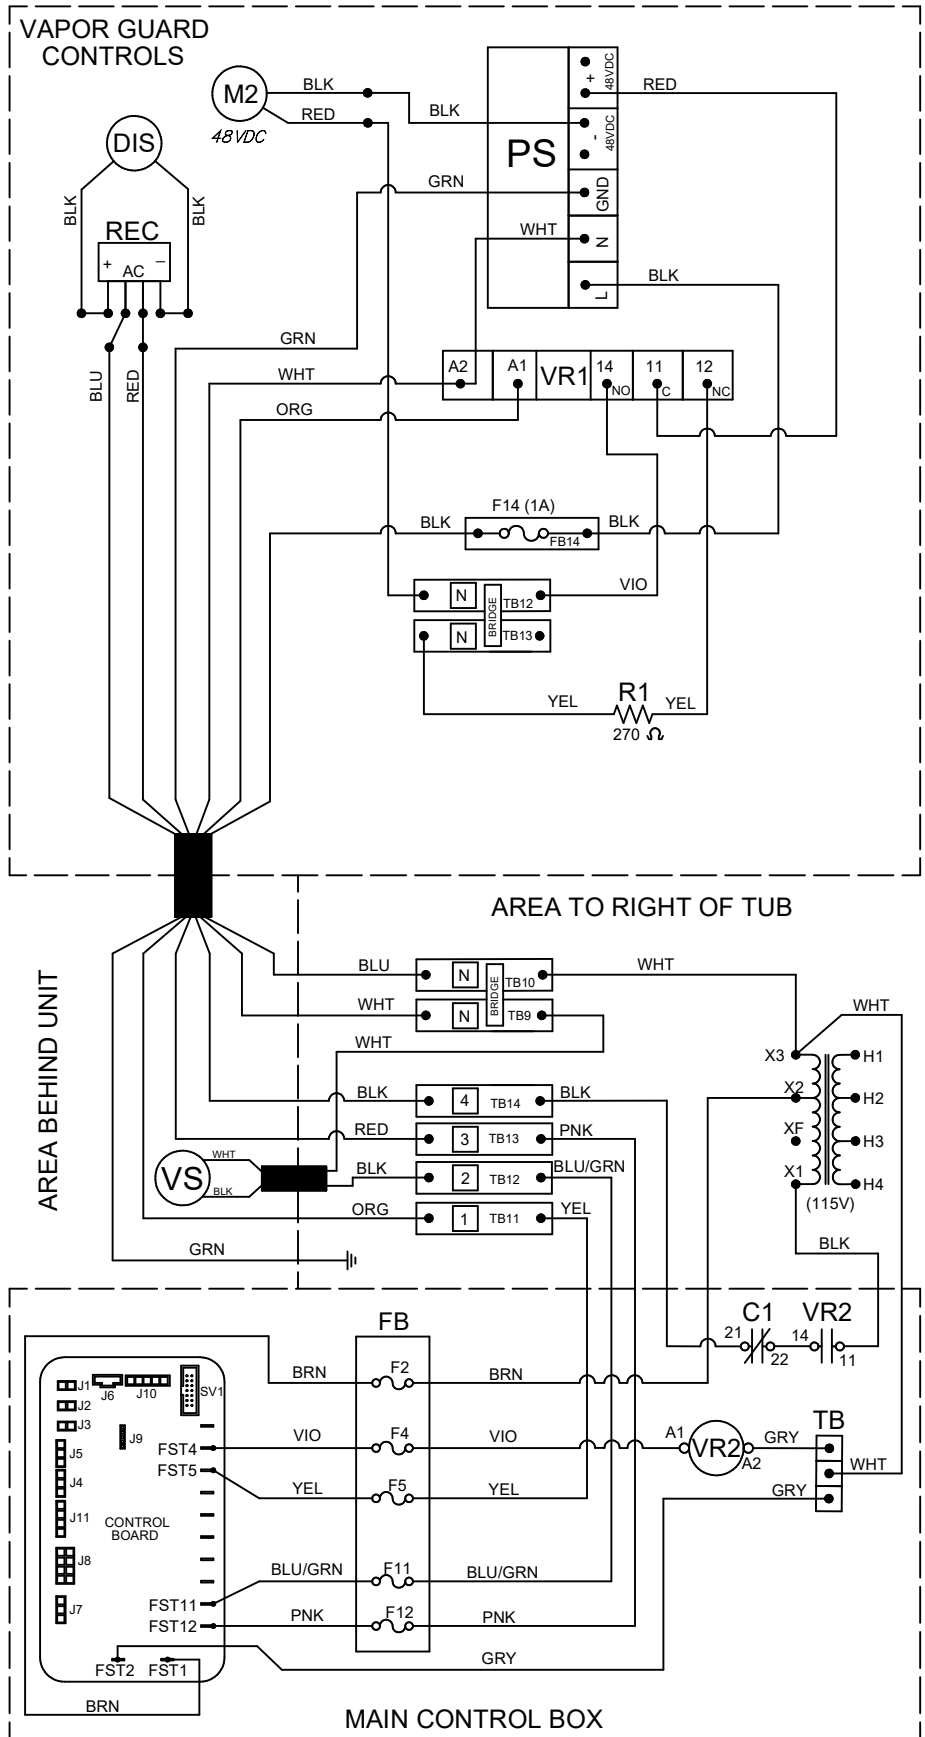 VAPOR GUARD
CONTROLS
M2
48VDC
BLK
RED
BLK
PS
+
48VDC
-
48VDC
GND
N
L
RED
DIS
BLK
BLK
REC
+
AC
−
GRN
WHT
BLK
GRN
WHT
ORG
BLU
RED
A2
A1
VR1
14
NO
11
C
12
NC
BLK
F14 (1A)
FB14
BLK
N
BRIDGE
TB12
VIO
N
TB13
YEL
R1
270 Ω
YEL
AREA TO RIGHT OF TUB
AREA BEHIND UNIT
BLU
N
BRIDGE
TB10
WHT
WHT
N
TB9
WHT
WHT
X3
H1
X2
H2
XF
H3
X1
H4
(115V)
BLK
BLK
4
TB14
BLK
RED
3
TB13
PNK
VS
WHT
BLK
BLK
2
TB12
BLU/GRN
ORG
1
TB11
YEL
GRN
FB
C1
21
22
VR2
14
11
BRN
F2
BRN
J1
J6
J10
SV1
J2
J3
J9
J5
J4
J11
J8
J7
CONTROL
BOARD
FST4
FST5
FST11
FST12
FST2
FST1
VIO
F4
VIO
A1
VR2
A2
GRY
TB
WHT
GRY
YEL
F5
YEL
BLU/GRN
F11
BLU/GRN
PNK
F12
PNK
GRY
BRN
MAIN CONTROL BOX